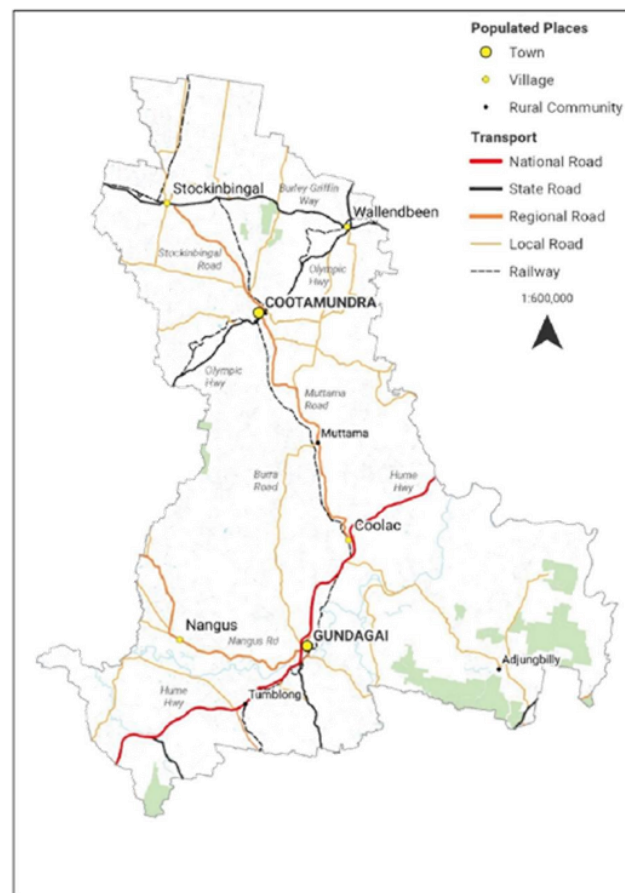 Populated Places
Town
Village
Rural Community
Transport
National Road
State Road
Regional Road
Local Road
Railway
1:600,000
Stockinbingal
Burley Griffin
Way
Wallendbeen
Stockinbingal
Road
Olympic
Hwy
COOTAMUNDRA
Olympic
Hwy
Muttama
Road
Muttama
Burra
Road
Hume
Hwy
Coolac
Nangus
Nangus Rd
GUNDAGAI
Adjungbilly
Hume
Hwy
Tumblong